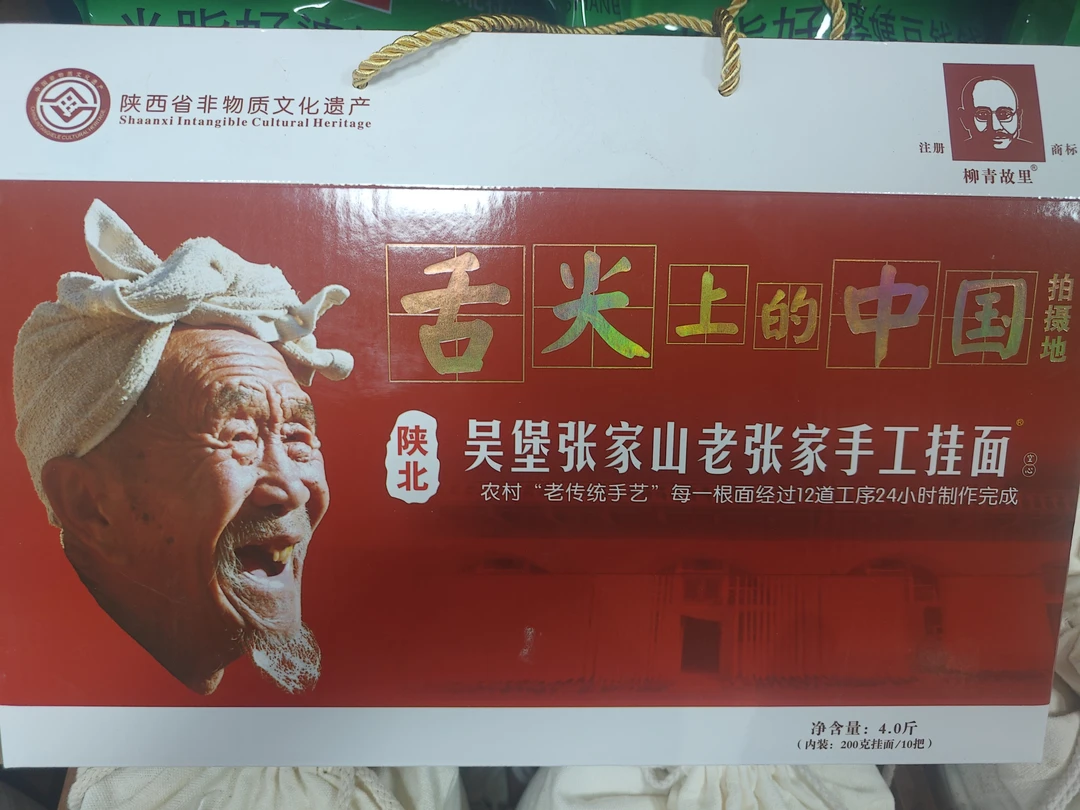 陕西省非物质文化遗产
Shaanxi Intangible Cultural Heritage
注册
商标
柳青故里®
舌尖上的中国
拍摄地
陕北
吴堡张家山老张家手工挂面
空心
农村“老传统手艺”每一根面经过12道工序24小时制作完成
净含量：4.0斤
（内装：200克挂面/10把）